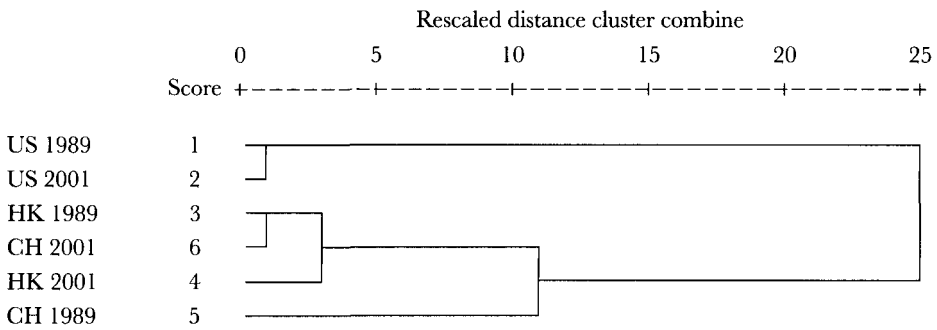 Rescaled distance cluster combine
0 5 10 15 20 25
Score
US 1989 1
US 2001 2
HK 1989 3
CH 2001 6
HK 2001 4
CH 1989 5